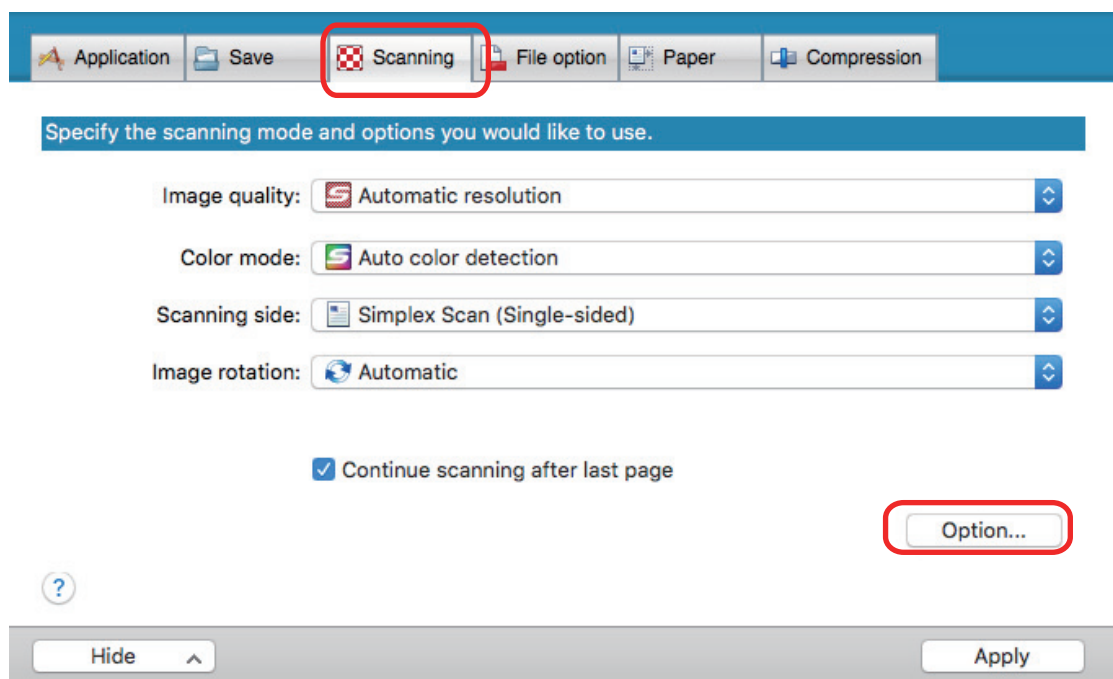 Application Save Scanning File option Paper Compression
Specify the scanning mode and options you would like to use.
Image quality: Automatic resolution
Color mode: Auto color detection
Scanning side: Simplex Scan (Single-sided)
Image rotation: Automatic
Continue scanning after last page
Option...
?
Hide Apply